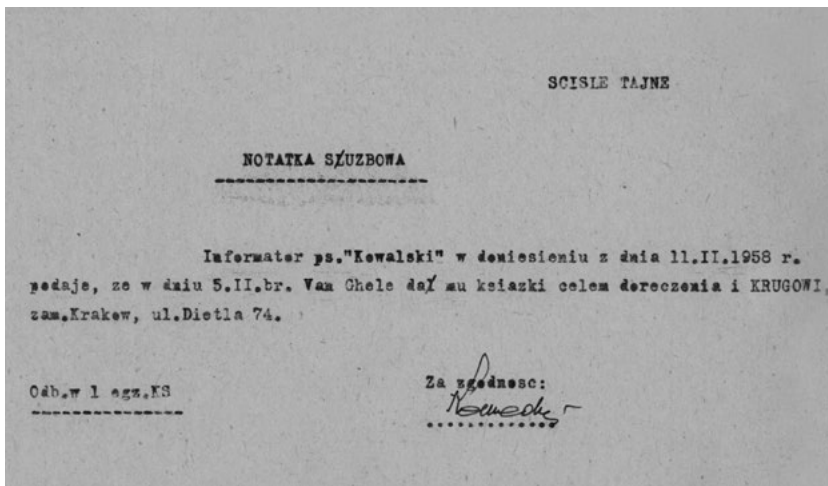 SCISLE TAJNE
NOTATKA SŁUZBOWA
Informator ps."Kowalski" w doniesieniu z dnia 11.II.1958 r.
podaje, ze w dniu 5.II.br. Van Ghele dał mu ksiazki celem doreczenia i KRUGOWI,
zam.Krakow, ul.Dietla 74.
Odb.w 1 egz.KS
Za zgodnosc: